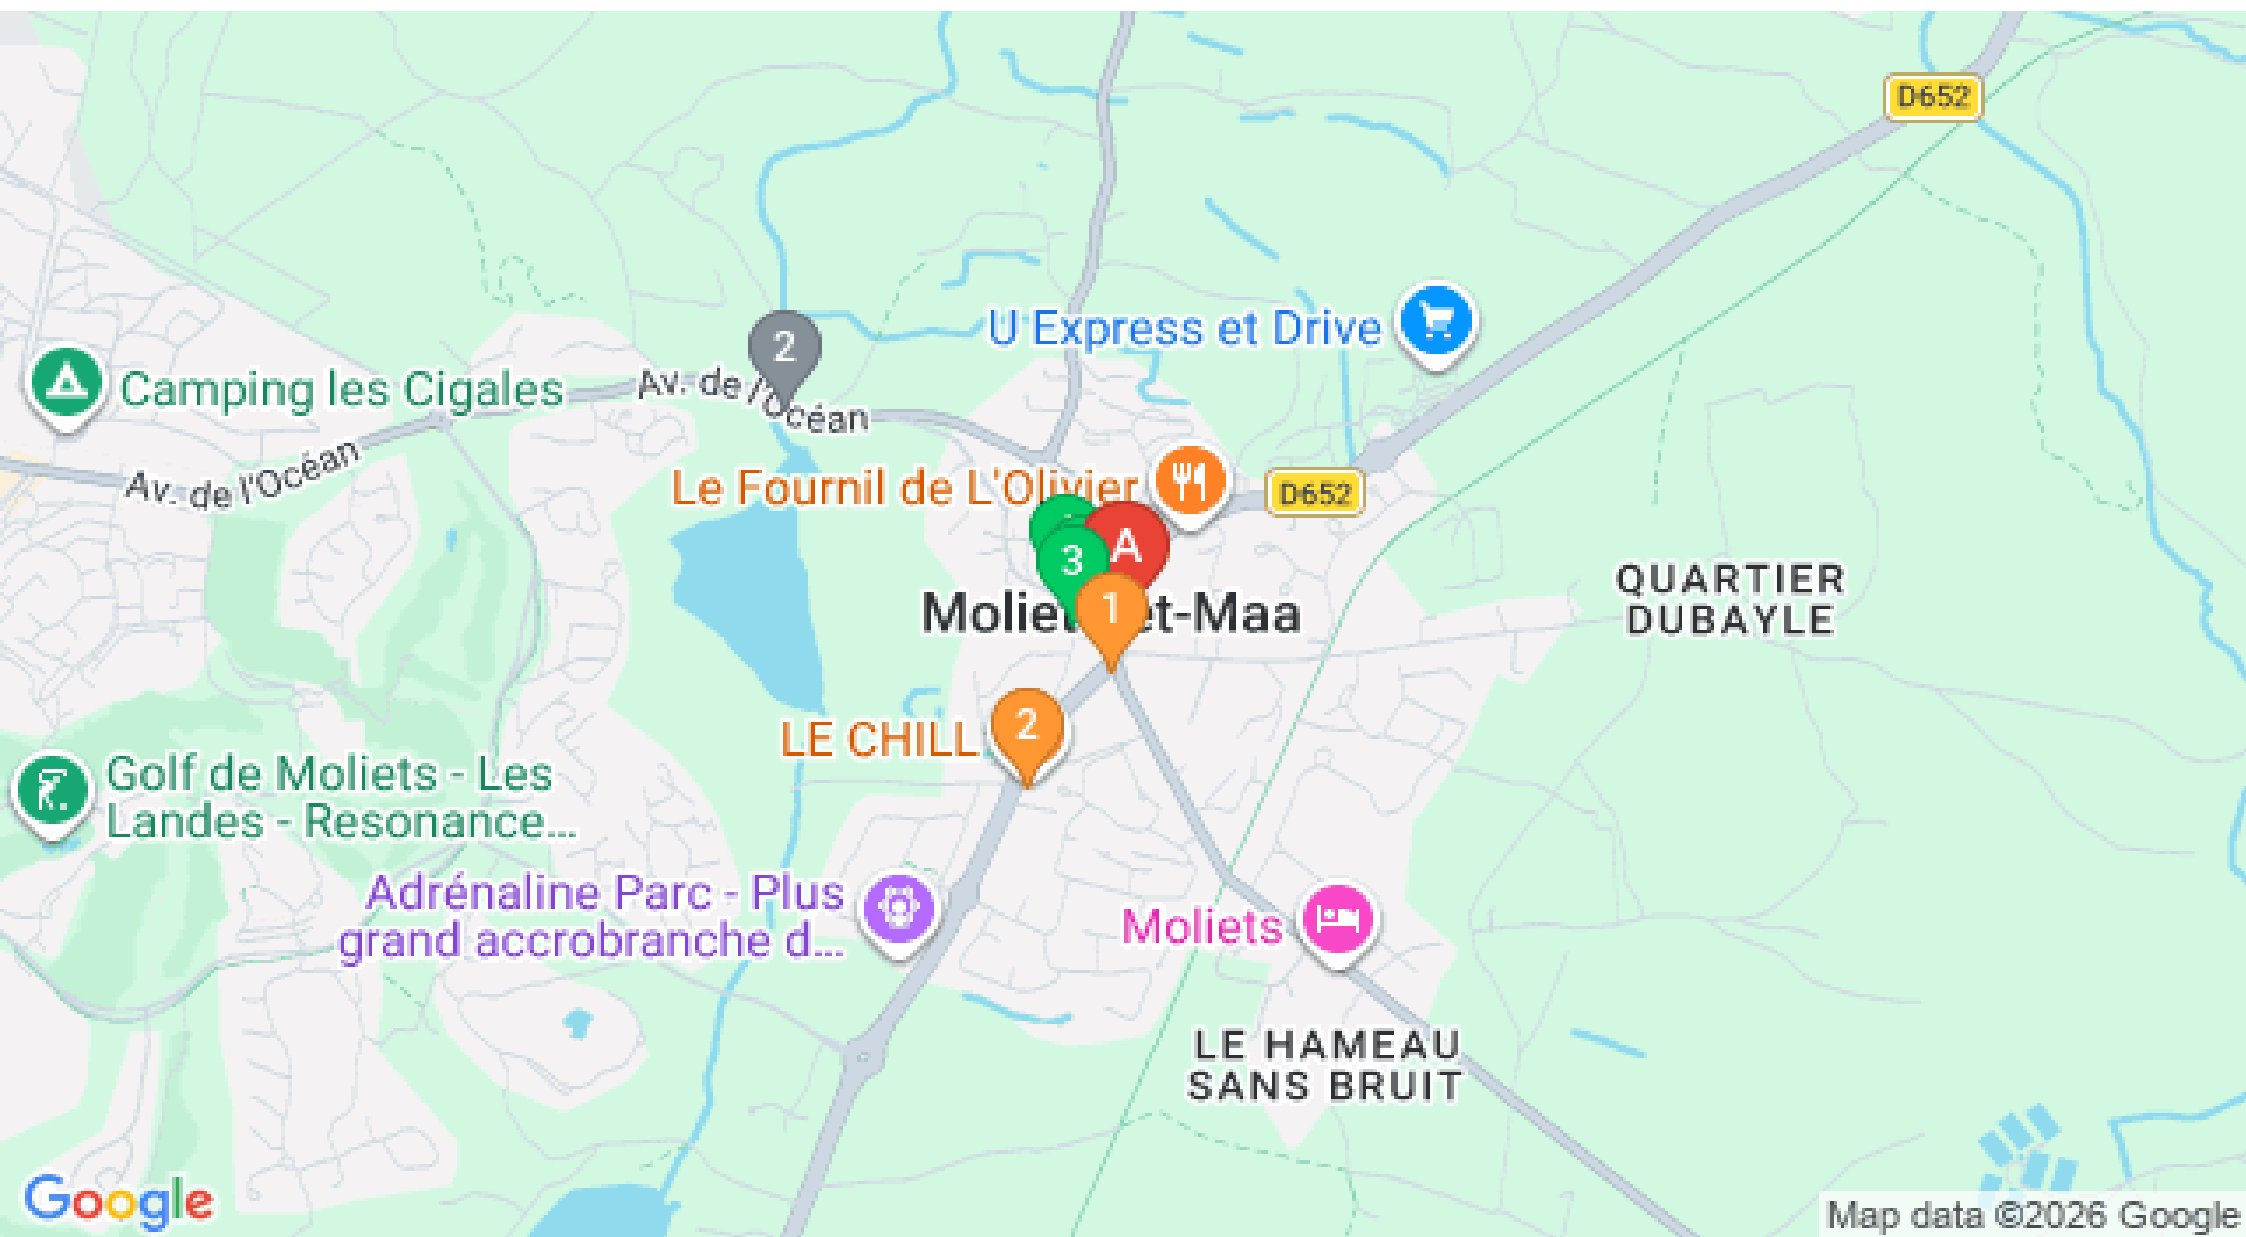 D652
U Express et Drive
2
Camping les Cigales
Av. de l'Océan
Av. de l'Océan
Le Fournil de L'Olivier
D652
A
3
1
Moliets-et-Maa
QUARTIER
DUBAYLE
2
LE CHILL
Golf de Moliets - Les
Landes - Resonance...
Adrénaline Parc - Plus
grand accrobranche d...
Moliets
LE HAMEAU
SANS BRUIT
Google
Map data ©2026 Google